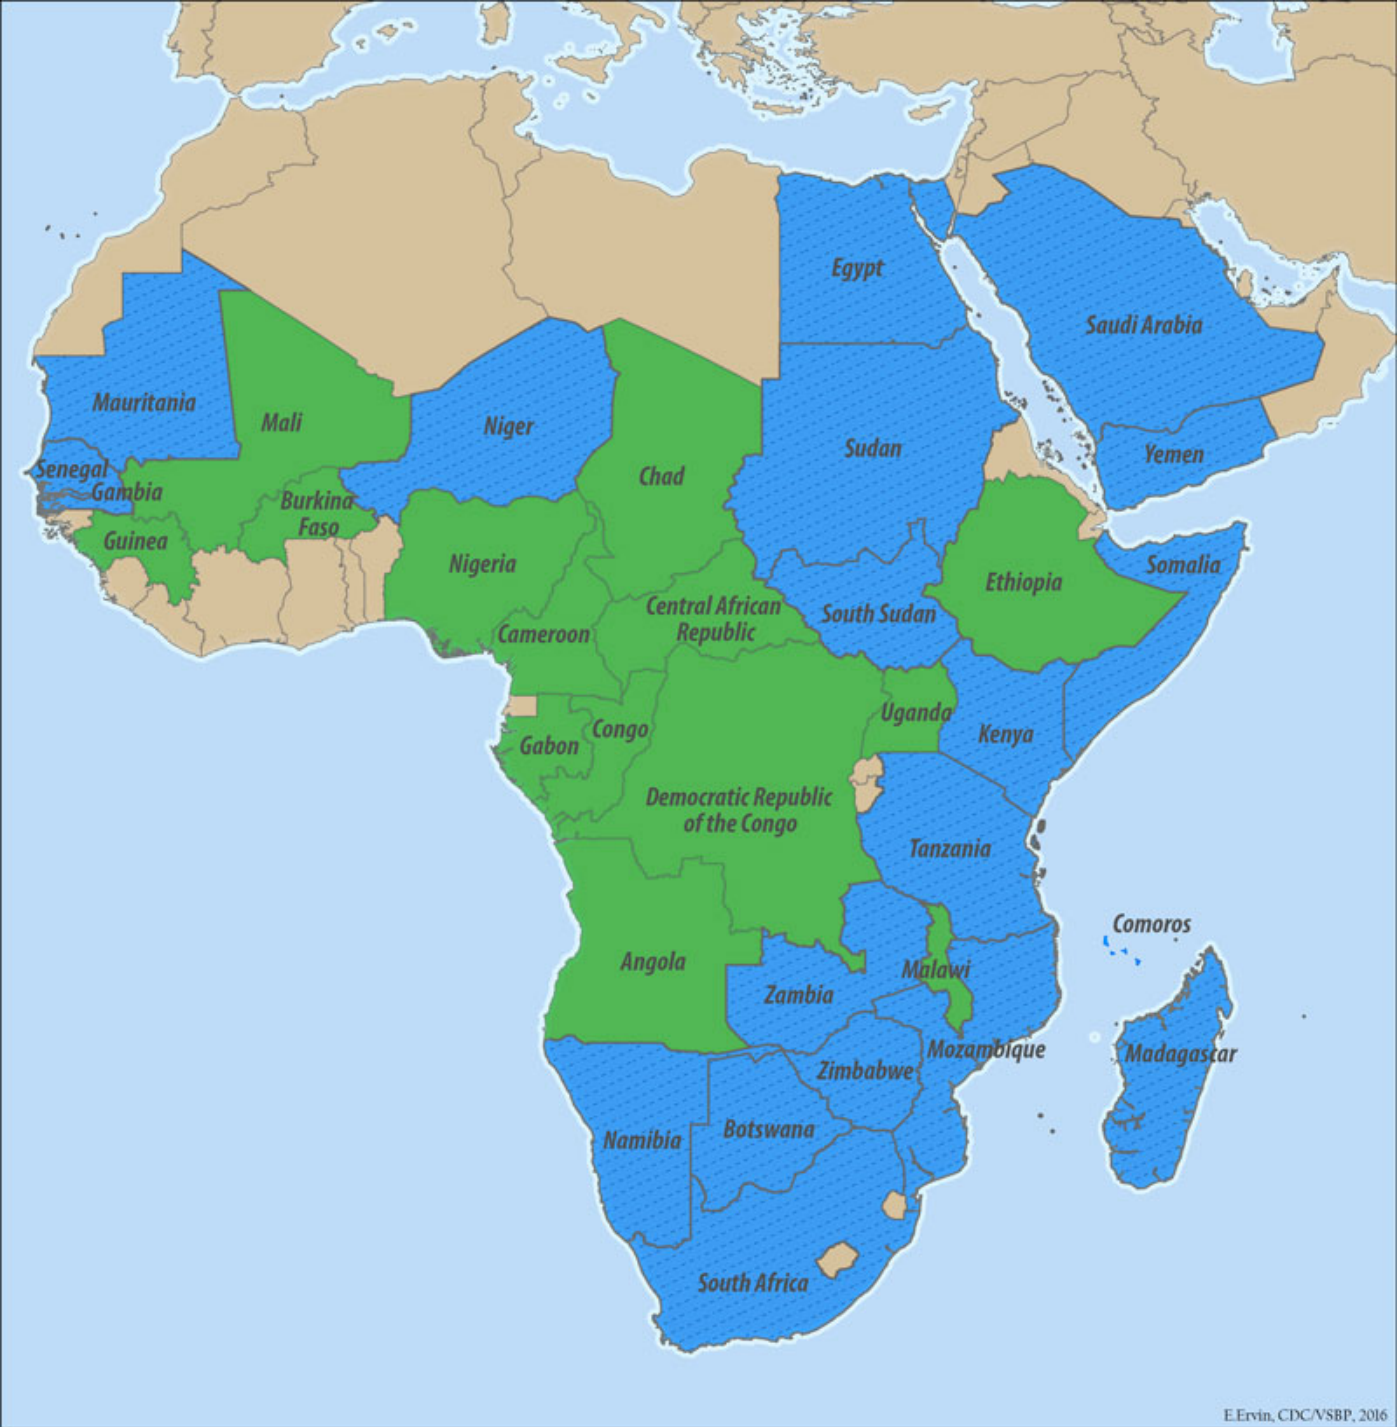 Egypt
Saudi Arabia
Mauritania
Mali
Niger
Sudan
Yemen
Senegal
Chad
Gambia
Burkina
Faso
Guinea
Nigeria
Somalia
Ethiopia
Central African
Republic
South Sudan
Cameroon
Uganda
Congo
Kenya
Gabon
Democratic Republic
of the Congo
Tanzania
Comoros
Angola
Malawi
Zambia
Mozambique
Madagascar
Zimbabwe
Botswana
Namibia
South Africa
E.Ervin, CDC/VSBP, 2016